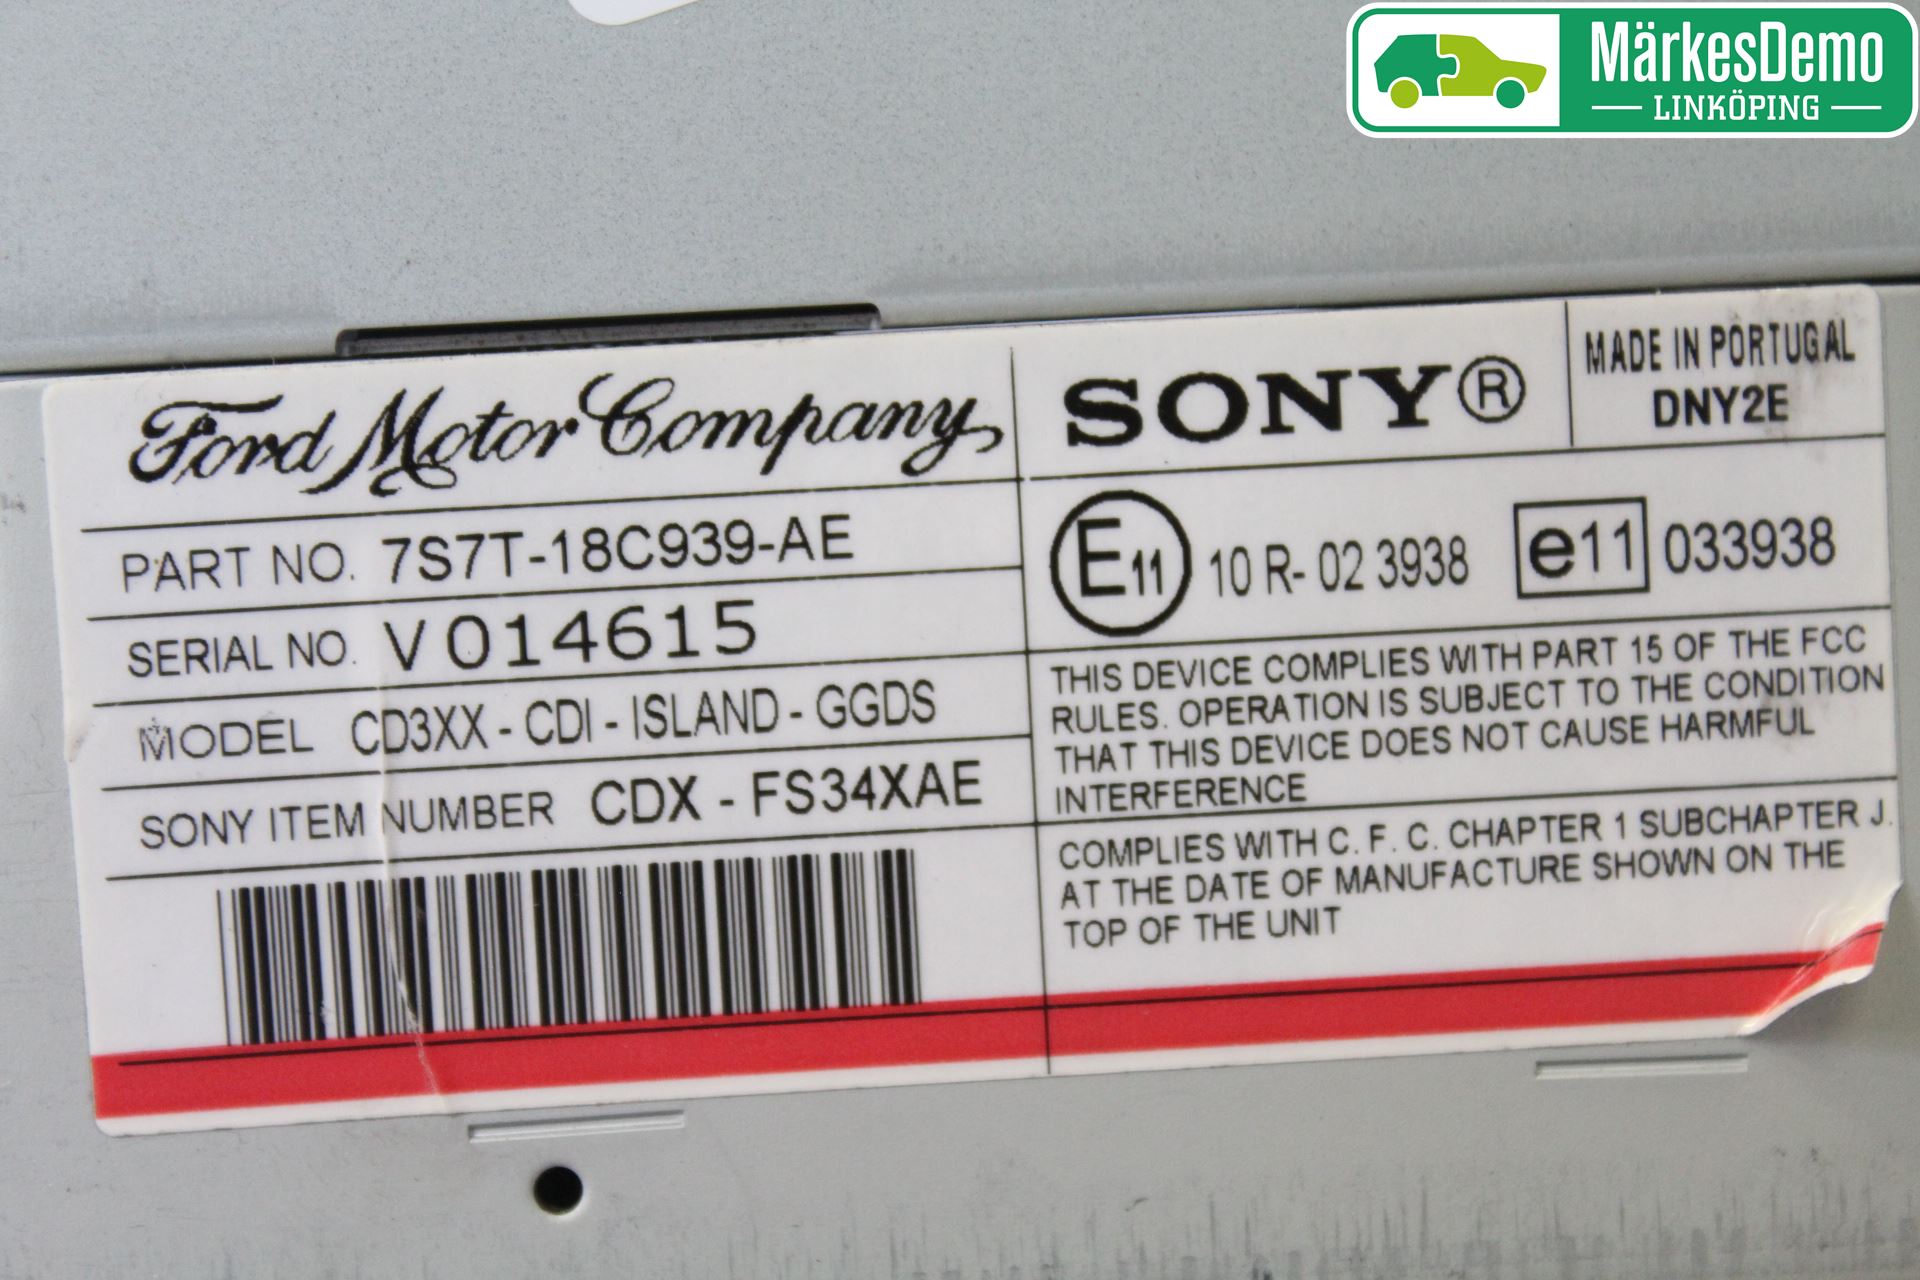 MärkesDemo
LINKÖPING
Ford Motor Company
PART NO. 7S7T-18C939-AE
SERIAL NO. V014615
MODEL CD3XX - CDI - ISLAND - GGDS
SONY ITEM NUMBER CDX - FS34XAE
SONY®
MADE IN PORTUGAL
DNY2E
E11 10 R- 02 3938 e11 033938
THIS DEVICE COMPLIES WITH PART 15 OF THE FCC
RULES. OPERATION IS SUBJECT TO THE CONDITION
THAT THIS DEVICE DOES NOT CAUSE HARMFUL
INTERFERENCE
COMPLIES WITH C. F. C. CHAPTER 1 SUBCHAPTER J.
AT THE DATE OF MANUFACTURE SHOWN ON THE
TOP OF THE UNIT